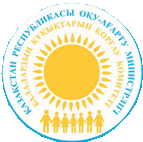 ҚАЗАҚСТАН РЕСПУБЛИКАСЫ ОҚУ-АҒАРТУ МИНИСТРЛІГІ
БАЛАЛАРДЫҢ ҚҰҚЫҚТАРЫН ҚОРҒАУ КОМИТЕТІ